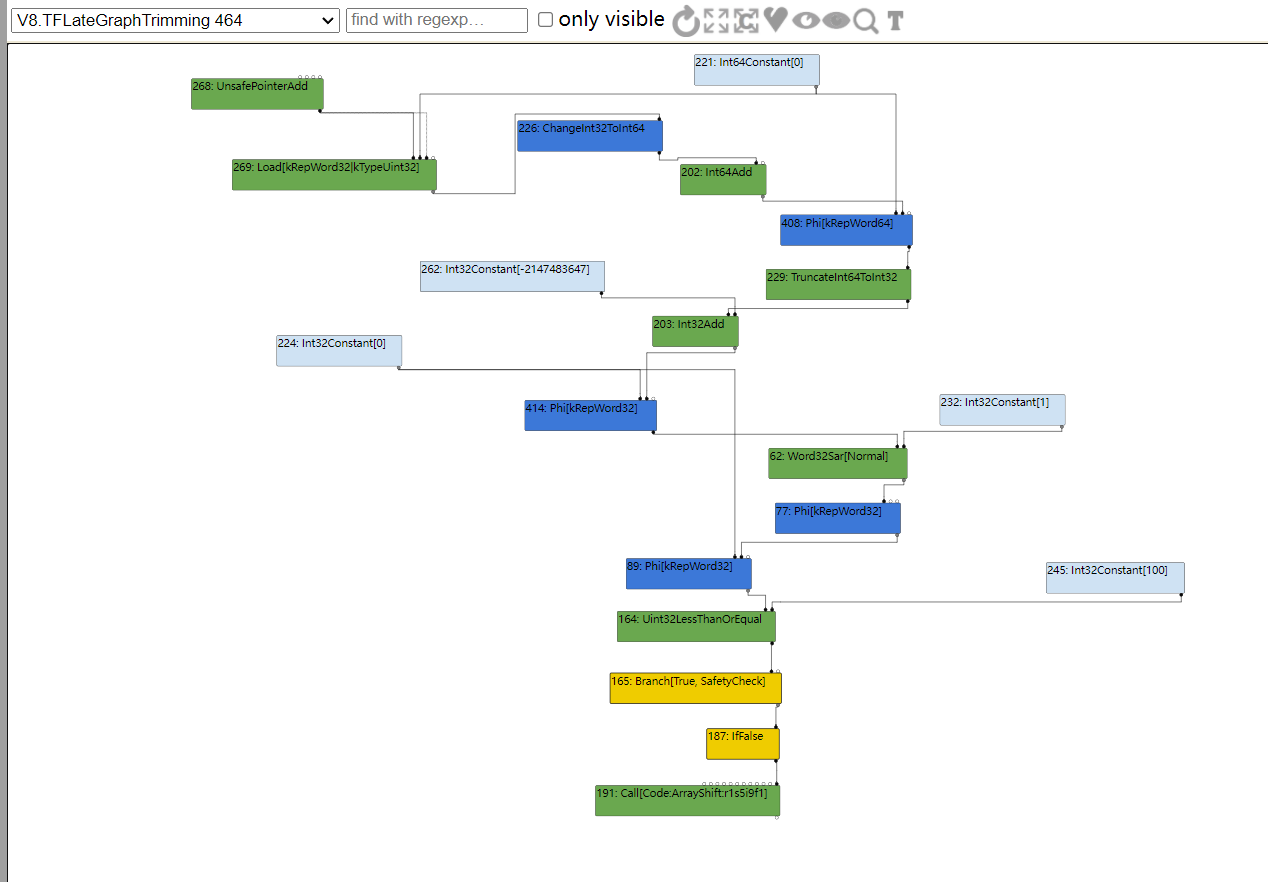 V8.TFLateGraphTrimming 464
find with regexp…
only visible
T
221: Int64Constant[0]
268: UnsafePointerAdd
226: ChangeInt32ToInt64
269: Load[kRepWord32|kTypeUint32]
202: Int64Add
408: Phi[kRepWord64]
262: Int32Constant[-2147483647]
229: TruncateInt64ToInt32
203: Int32Add
224: Int32Constant[0]
232: Int32Constant[1]
414: Phi[kRepWord32]
62: Word32Sar[Normal]
77: Phi[kRepWord32]
89: Phi[kRepWord32]
245: Int32Constant[100]
164: Uint32LessThanOrEqual
165: Branch[True, SafetyCheck]
187: IfFalse
191: Call[Code:ArrayShift:r1s5i9f1]